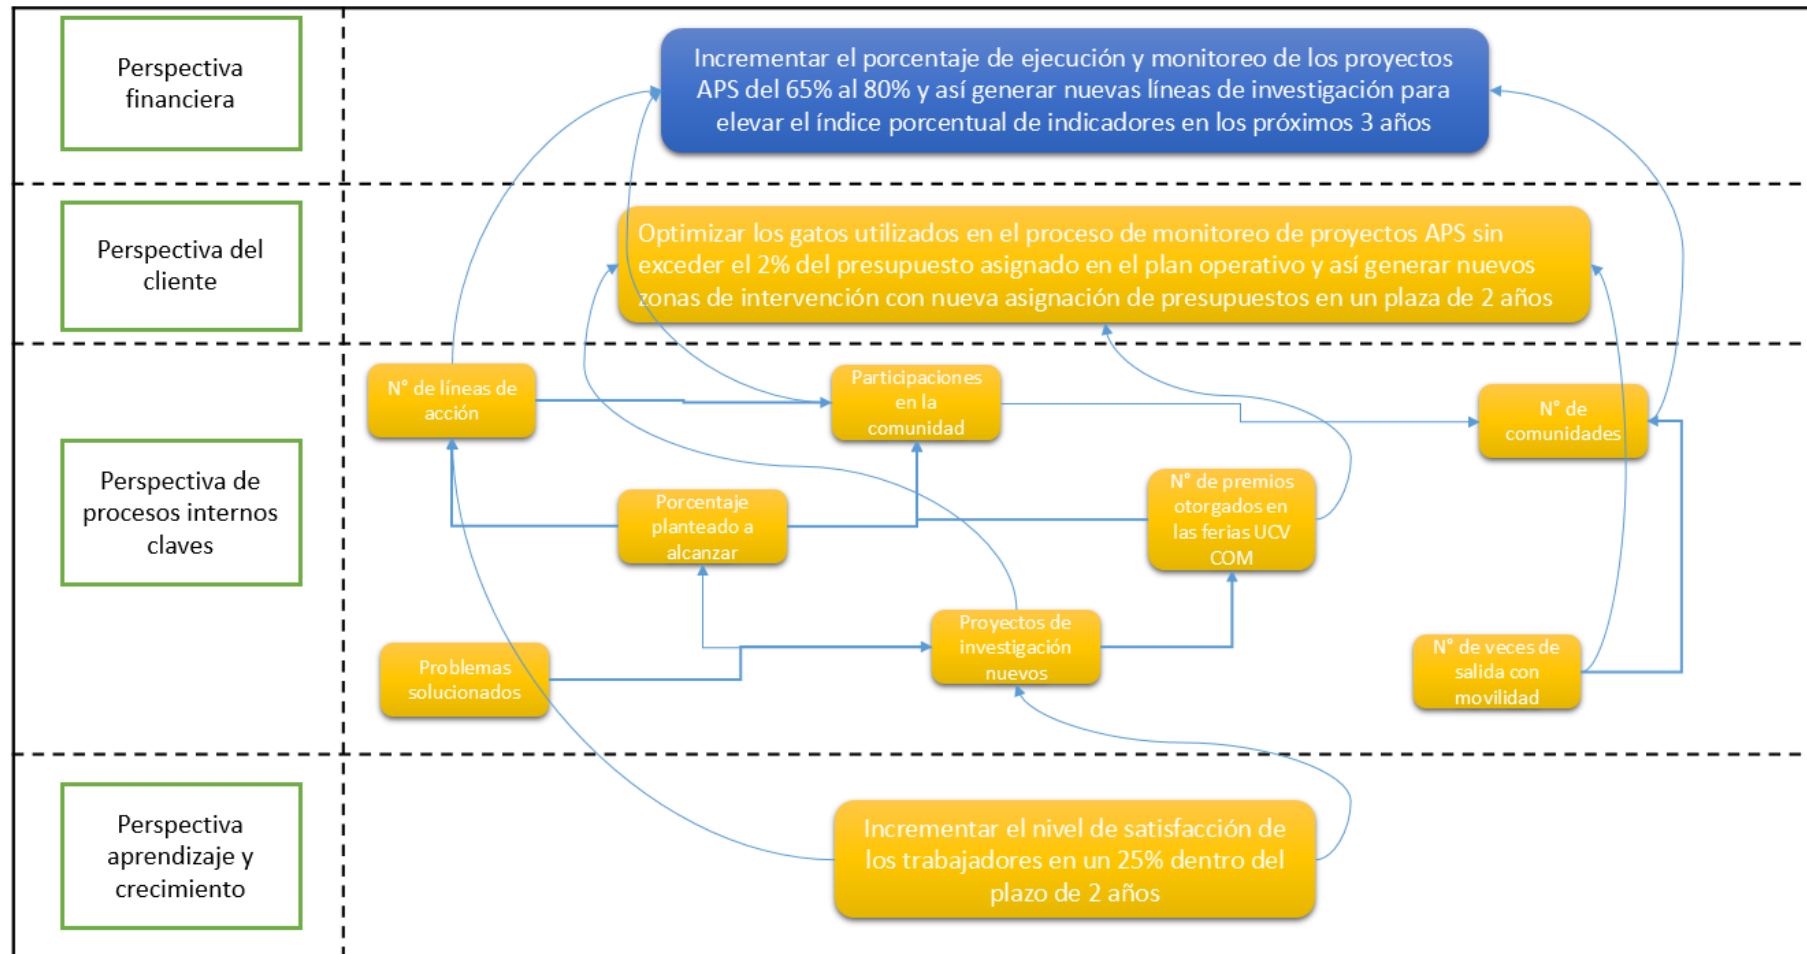 Perspectiva
financiera
Incrementar el porcentaje de ejecución y monitoreo de los proyectos
APS del 65% al 80% y así generar nuevas líneas de investigación para
elevar el índice porcentual de indicadores en los próximos 3 años
Perspectiva del
cliente
Optimizar los gatos utilizados en el proceso de monitoreo de proyectos APS sin
exceder el 2% del presupuesto asignado en el plan operativo y así generar nuevos
zonas de intervención con nueva asignación de presupuestos en un plaza de 2 años
Perspectiva de
procesos internos
claves
N° de líneas de
acción
Participaciones
en la
comunidad
N° de
comunidades
Porcentaje
planteado a
alcanzar
N° de premios
otorgados en
las ferias UCV
COM
Problemas
solucionados
Proyectos de
investigación
nuevos
N° de veces de
salida con
movilidad
Perspectiva
aprendizaje y
crecimiento
Incrementar el nivel de satisfacción de
los trabajadores en un 25% dentro del
plazo de 2 años